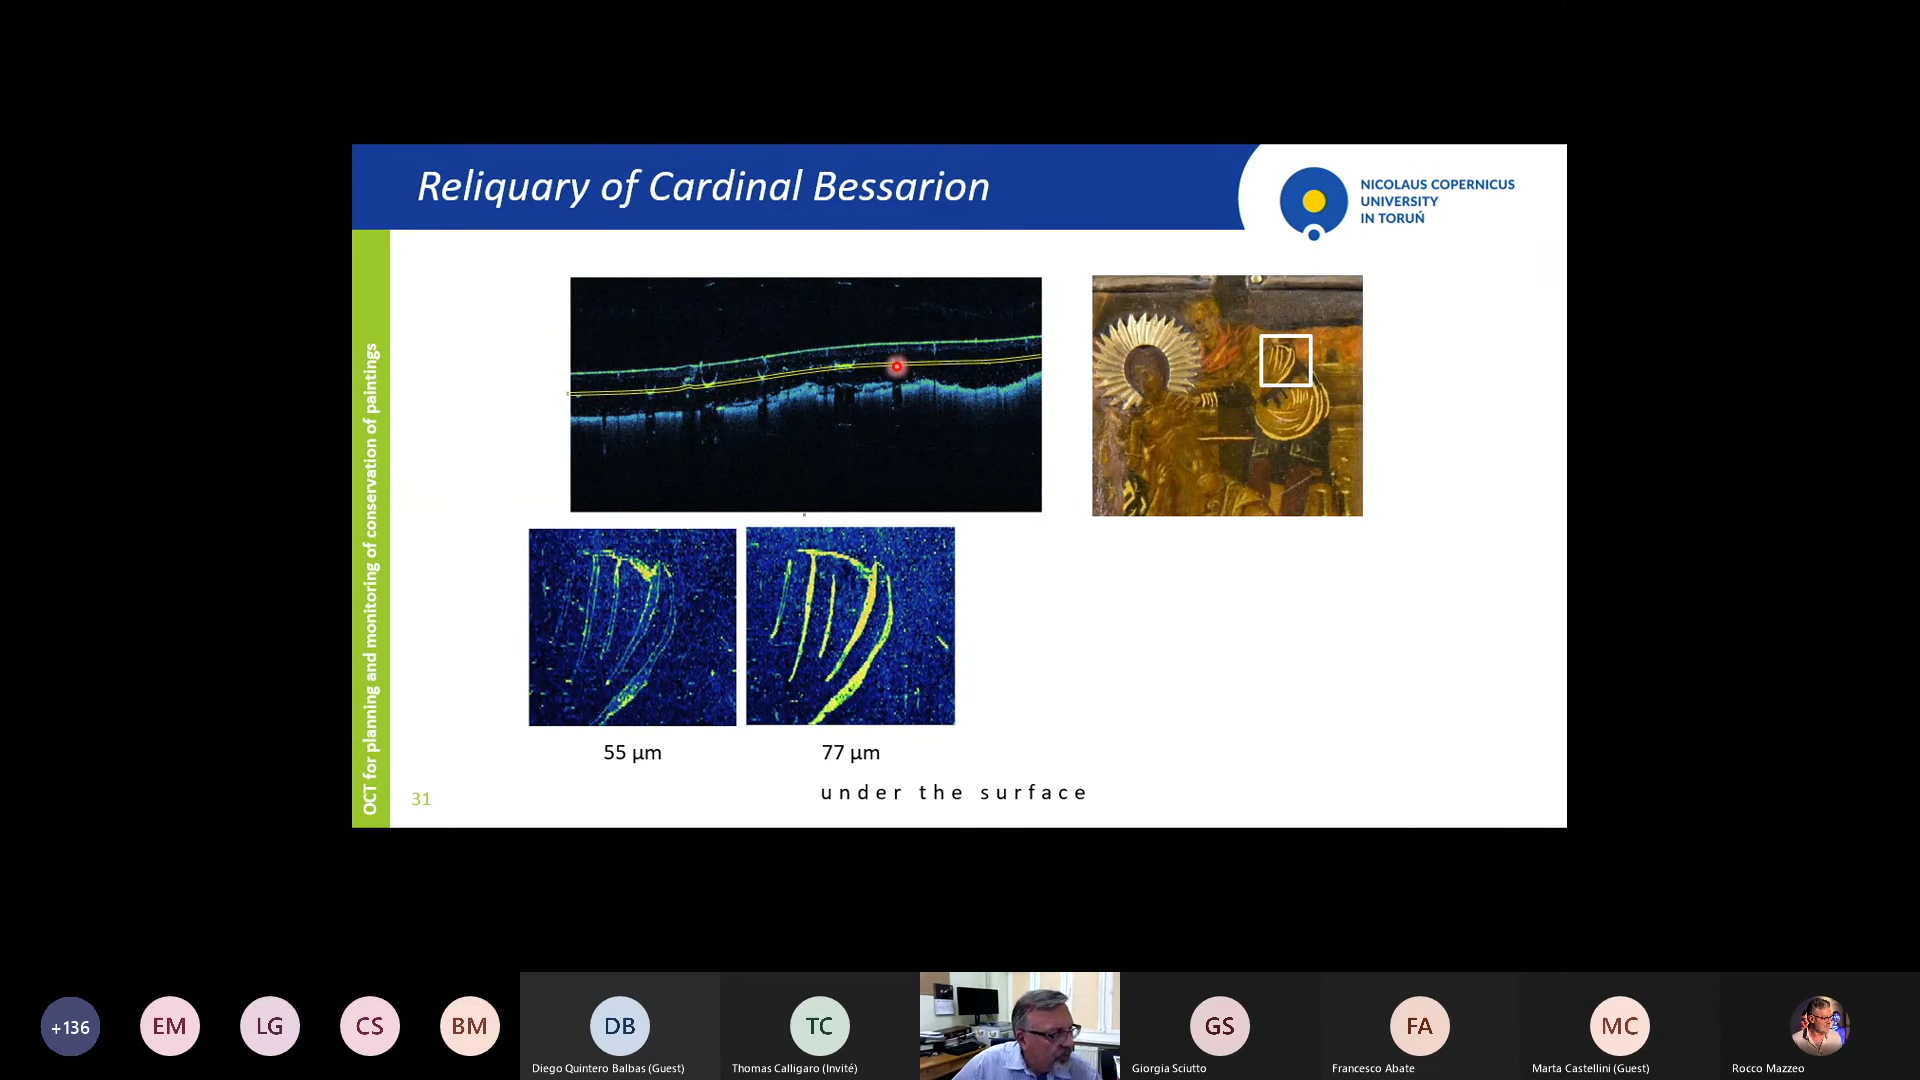 Reliquary of Cardinal Bessarion
NICOLAUS COPERNICUS
UNIVERSITY
IN TORUŃ
OCT for planning and monitoring of conservation of paintings
55 µm
77 µm
under the surface
31
+136
EM
LG
CS
BM
DB
Diego Quintero Balbas (Guest)
TC
Thomas Calligaro (Invité)
GS
Giorgia Sciutto
FA
Francesco Abate
MC
Marta Castellini (Guest)
Rocco Mazzeo